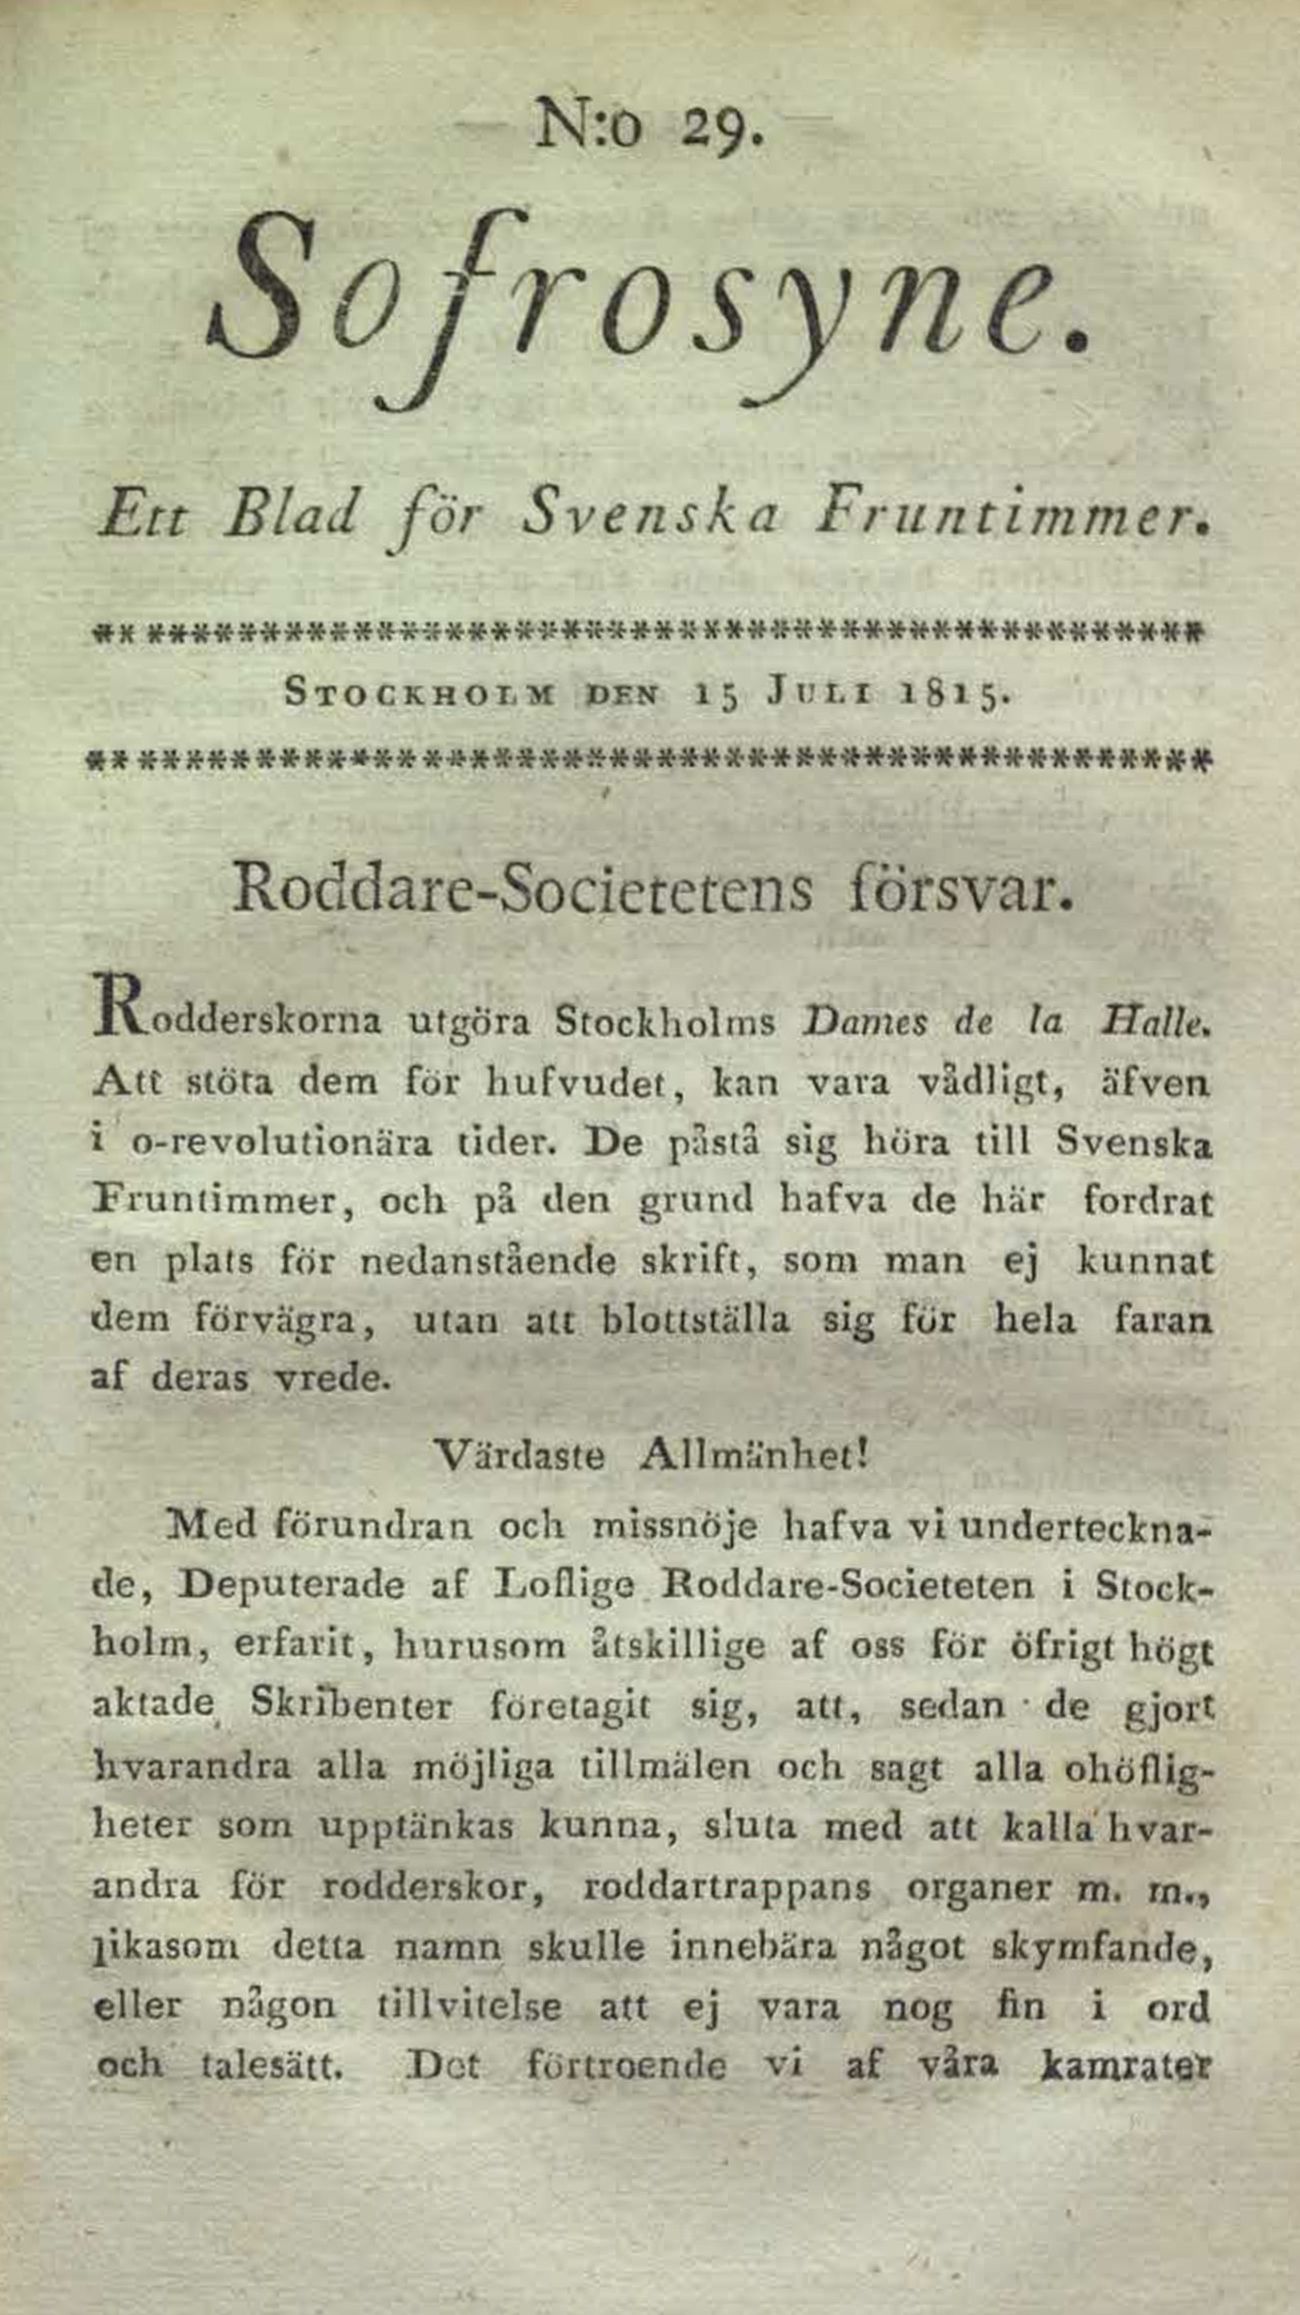 N:o 29.
Sofrosyne.
Ett Blad för Svenska Fruntimmer.
STOCKHOLM DEN 15 JULI 1815.
Roddare-Societetens försvar.
Rodderskorna utgöra Stockholms Dames de la Halle.
Att stöta dem för hufvudet, kan vara vådligt, äfven
i o-revolutionära tider. De påstå sig höra till Svenska
Fruntimmer, och på den grund hafva de här fordrat
en plats för nedanstående skrift, som man ej kunnat
dem förvägra, utan att blottställa sig för hela faran
af deras vrede.
Värdaste Allmänhet!
Med förundran och missnöje hafva vi underteckna-
de, Deputerade af Loflige Roddare-Societeten i Stock-
holm, erfarit, hurusom åtskillige af oss för öfrigt högt
aktade Skribenter företagit sig, att, sedan de gjort
hvarandra alla möjliga tillmälen och sagt alla ohöflig-
heter som upptänkas kunna, sluta med att kalla hvar-
andra för rodderskor, roddartrappans organer m. m.,
likasom detta namn skulle innebära något skymfande,
eller någon tillvitelse att ej vara nog fin i ord
och talesätt. Det förtroende vi af våra kamrater